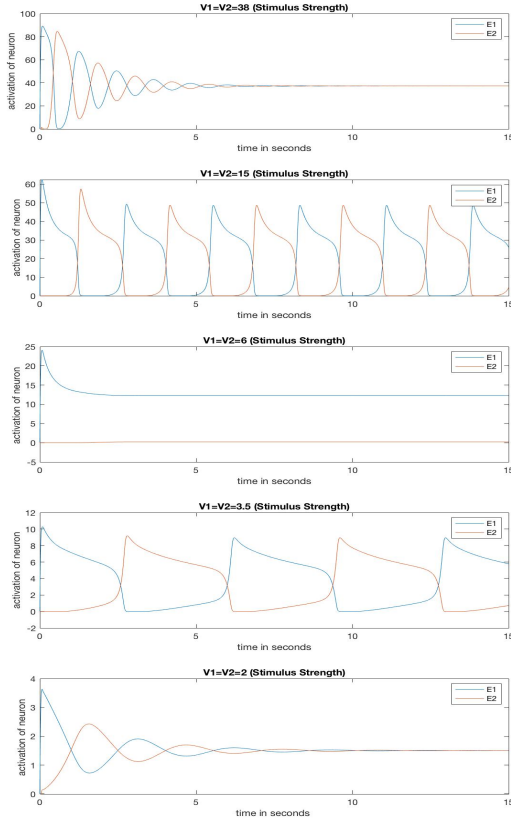 V1=V2=38 (Stimulus Strength)
100
80
60
40
20
0
activation of neuron
E1
E2
0
5
10
15
time in seconds
V1=V2=15 (Stimulus Strength)
60
50
40
30
20
10
0
activation of neuron
E1
E2
0
5
10
15
time in seconds
V1=V2=6 (Stimulus Strength)
25
20
15
10
5
0
-5
activation of neuron
E1
E2
0
5
10
15
time in seconds
V1=V2=3.5 (Stimulus Strength)
12
10
8
6
4
2
0
-2
activation of neuron
E1
E2
0
5
10
15
time in seconds
V1=V2=2 (Stimulus Strength)
4
3
2
1
0
activation of neuron
E1
E2
0
5
10
15
time in seconds